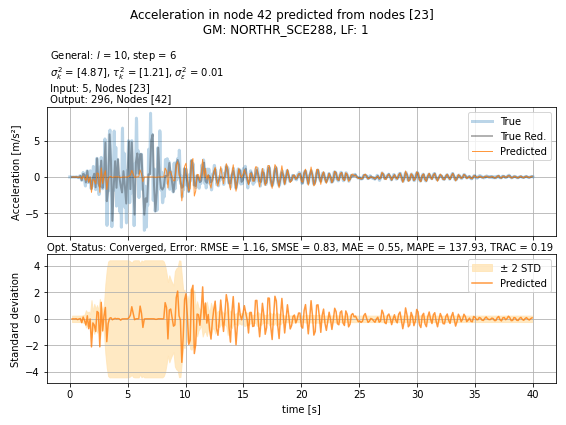 Acceleration in node 42 predicted from nodes [23]
GM: NORTHR_SCE288, LF: 1
General: l = 10, step = 6
σ²ₖ = [4.87], τ²ₖ = [1.21], σ²ε = 0.01
Input: 5, Nodes [23]
Output: 296, Nodes [42]
Acceleration [m/s²]
5
0
−5
True
True Red.
Predicted
Opt. Status: Converged, Error: RMSE = 1.16, SMSE = 0.83, MAE = 0.55, MAPE = 137.93, TRAC = 0.19
Standard deviation
4
2
0
−2
−4
± 2 STD
Predicted
0 5 10 15 20 25 30 35 40
time [s]